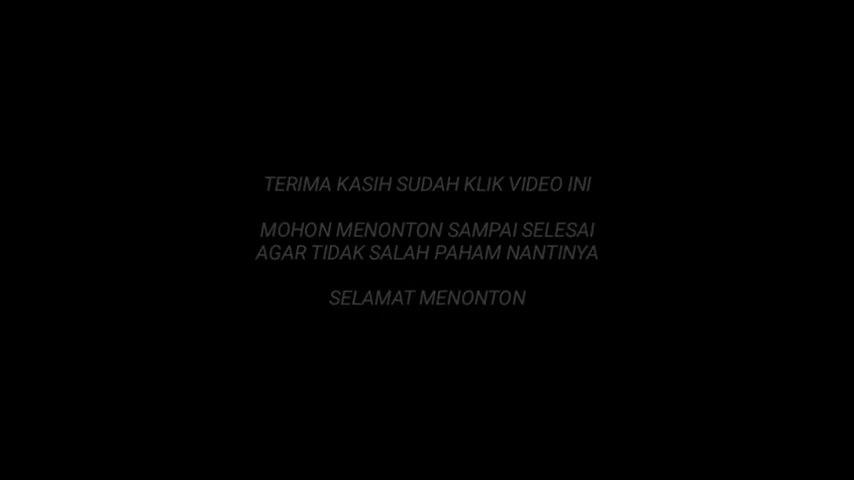 TERIMA KASIH SUDAH KLIK VIDEO INI
MOHON MENONTON SAMPAI SELESAI
AGAR TIDAK SALAH PAHAM NANTINYA
SELAMAT MENONTON